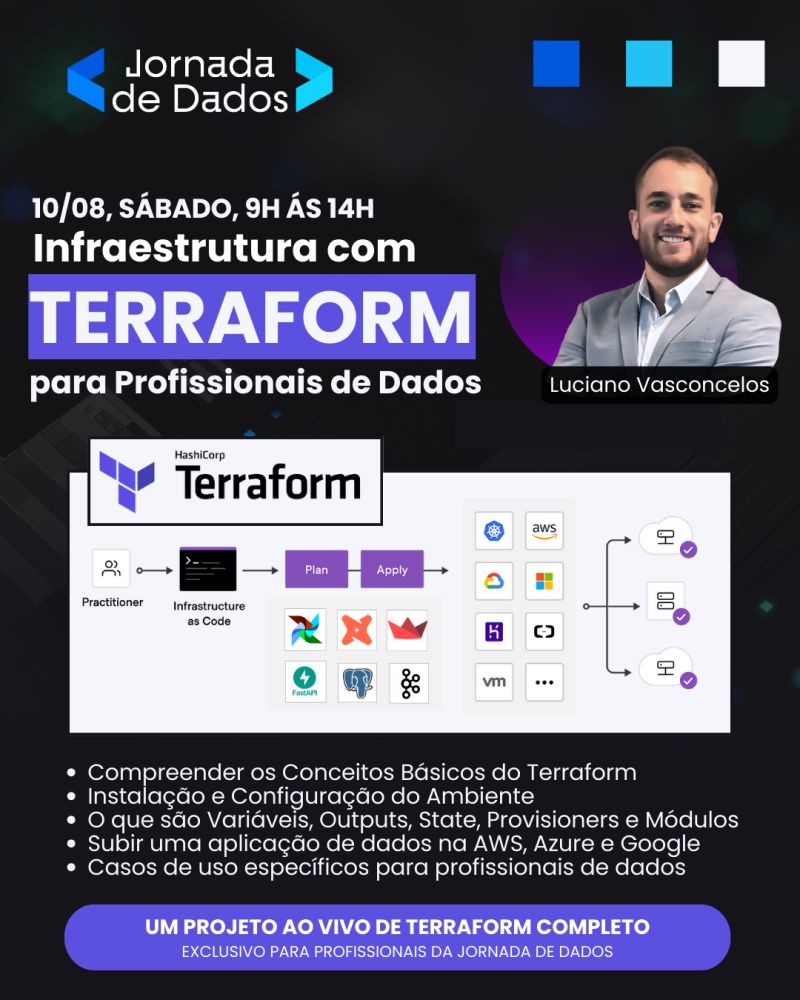 Jornada
de Dados
10/08, SÁBADO, 9H ÁS 14H
Infraestrutura com
TERRAFORM
para Profissionais de Dados
Luciano Vasconcelos
HashiCorp
Terraform
Practitioner
Infrastructure
as Code
Plan
Apply
FastAPI
aws
vm
Compreender os Conceitos Básicos do Terraform
Instalação e Configuração do Ambiente
O que são Variáveis, Outputs, State, Provisioners e Módulos
Subir uma aplicação de dados na AWS, Azure e Google
Casos de uso específicos para profissionais de dados
UM PROJETO AO VIVO DE TERRAFORM COMPLETO
EXCLUSIVO PARA PROFISSIONAIS DA JORNADA DE DADOS